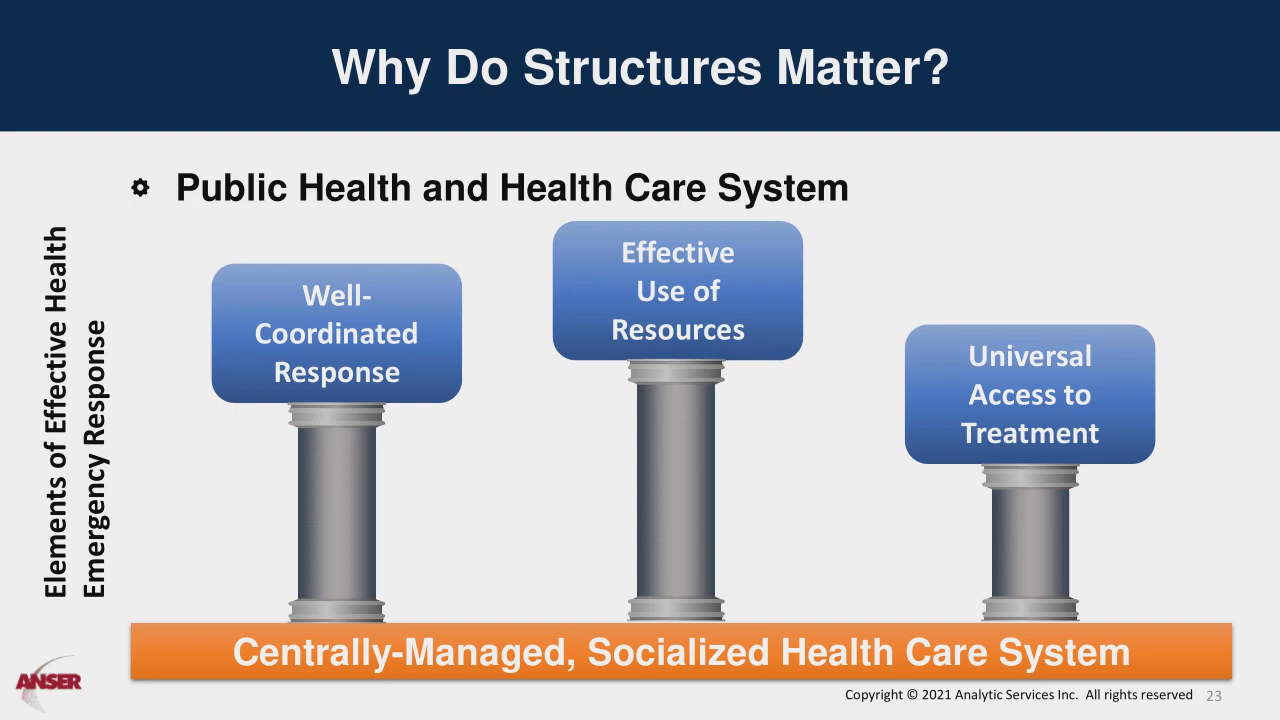 Why Do Structures Matter?
Public Health and Health Care System
Elements of Effective Health
Emergency Response
Well-
Coordinated
Response
Effective
Use of
Resources
Universal
Access to
Treatment
Centrally-Managed, Socialized Health Care System
ANSER
Copyright © 2021 Analytic Services Inc. All rights reserved 23